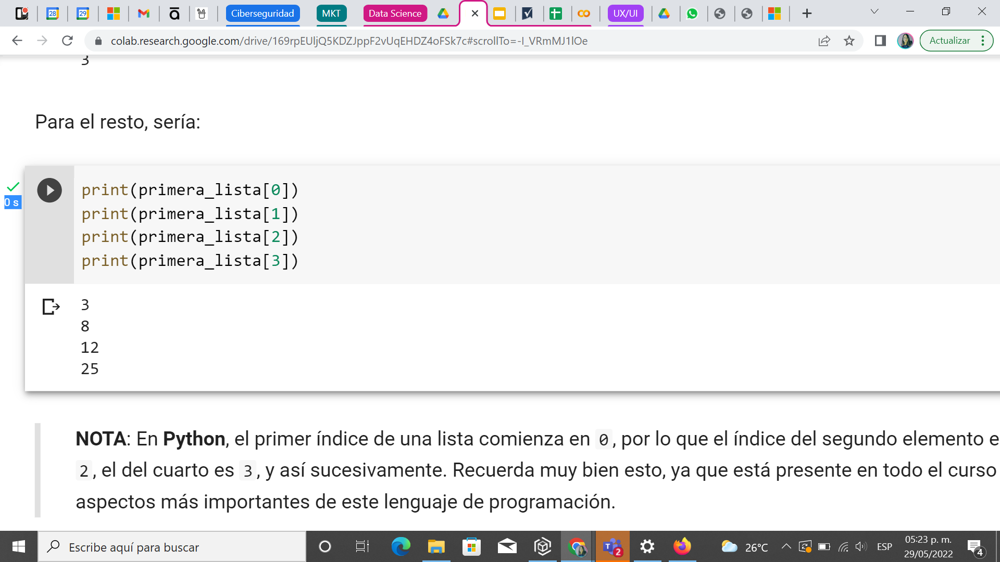 28
29
Ciberseguridad
MKT
Data Science
UX/UI
colab.research.google.com/drive/169rpEUljQ5KDZJppF2vUqEHDZ4oFSk7c#scrollTo=-I_VRmMJ1lOe
Actualizar
3
Para el resto, sería:
0 s
print(primera_lista[0])
print(primera_lista[1])
print(primera_lista[2])
print(primera_lista[3])
3
8
12
25
NOTA: En Python, el primer índice de una lista comienza en 0, por lo que el índice del segundo elemento e
2, el del cuarto es 3, y así sucesivamente. Recuerda muy bien esto, ya que está presente en todo el curso
aspectos más importantes de este lenguaje de programación.
Escribe aquí para buscar
2
26°C
ESP
05:23 p. m.
29/05/2022
4